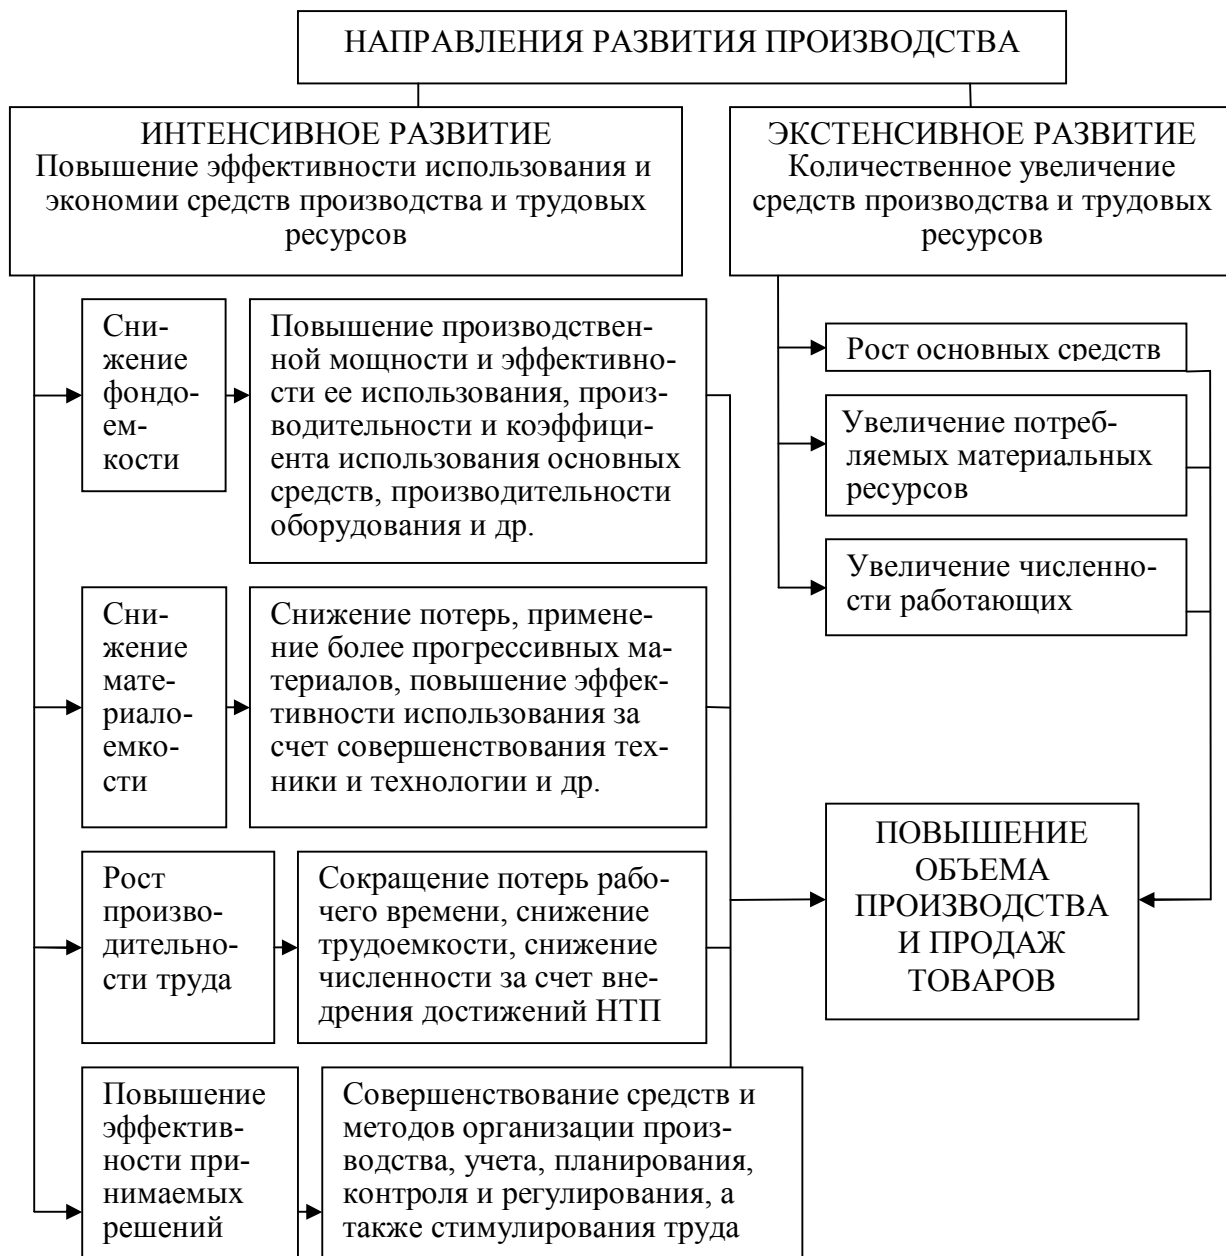 НАПРАВЛЕНИЯ РАЗВИТИЯ ПРОИЗВОДСТВА
ИНТЕНСИВНОЕ РАЗВИТИЕ
Повышение эффективности использования и
экономии средств производства и трудовых
ресурсов
ЭКСТЕНСИВНОЕ РАЗВИТИЕ
Количественное увеличение
средств производства и трудовых
ресурсов
Сни-
жение
фондо-
ем-
кости
Повышение производствен-
ной мощности и эффективно-
сти ее использования, произ-
водительности и коэффици-
ента использования основных
средств, производительности
оборудования и др.
Рост основных средств
Увеличение потреб-
ляемых материальных
ресурсов
Увеличение численно-
сти работающих
Сни-
жение
мате-
риало-
емко-
сти
Снижение потерь, примене-
ние более прогрессивных ма-
териалов, повышение эффек-
тивности использования за
счет совершенствования тех-
ники и технологии и др.
Рост
произво-
дительно-
сти труда
Сокращение потерь рабо-
чего времени, снижение
трудоемкости, снижение
численности за счет вне-
дрения достижений НТП
ПОВЫШЕНИЕ
ОБЪЕМА
ПРОИЗВОДСТВА
И ПРОДАЖ
ТОВАРОВ
Повышение
эффектив-
ности при-
нимаемых
решений
Совершенствование средств и
методов организации произ-
водства, учета, планирования,
контроля и регулирования, а
также стимулирования труда